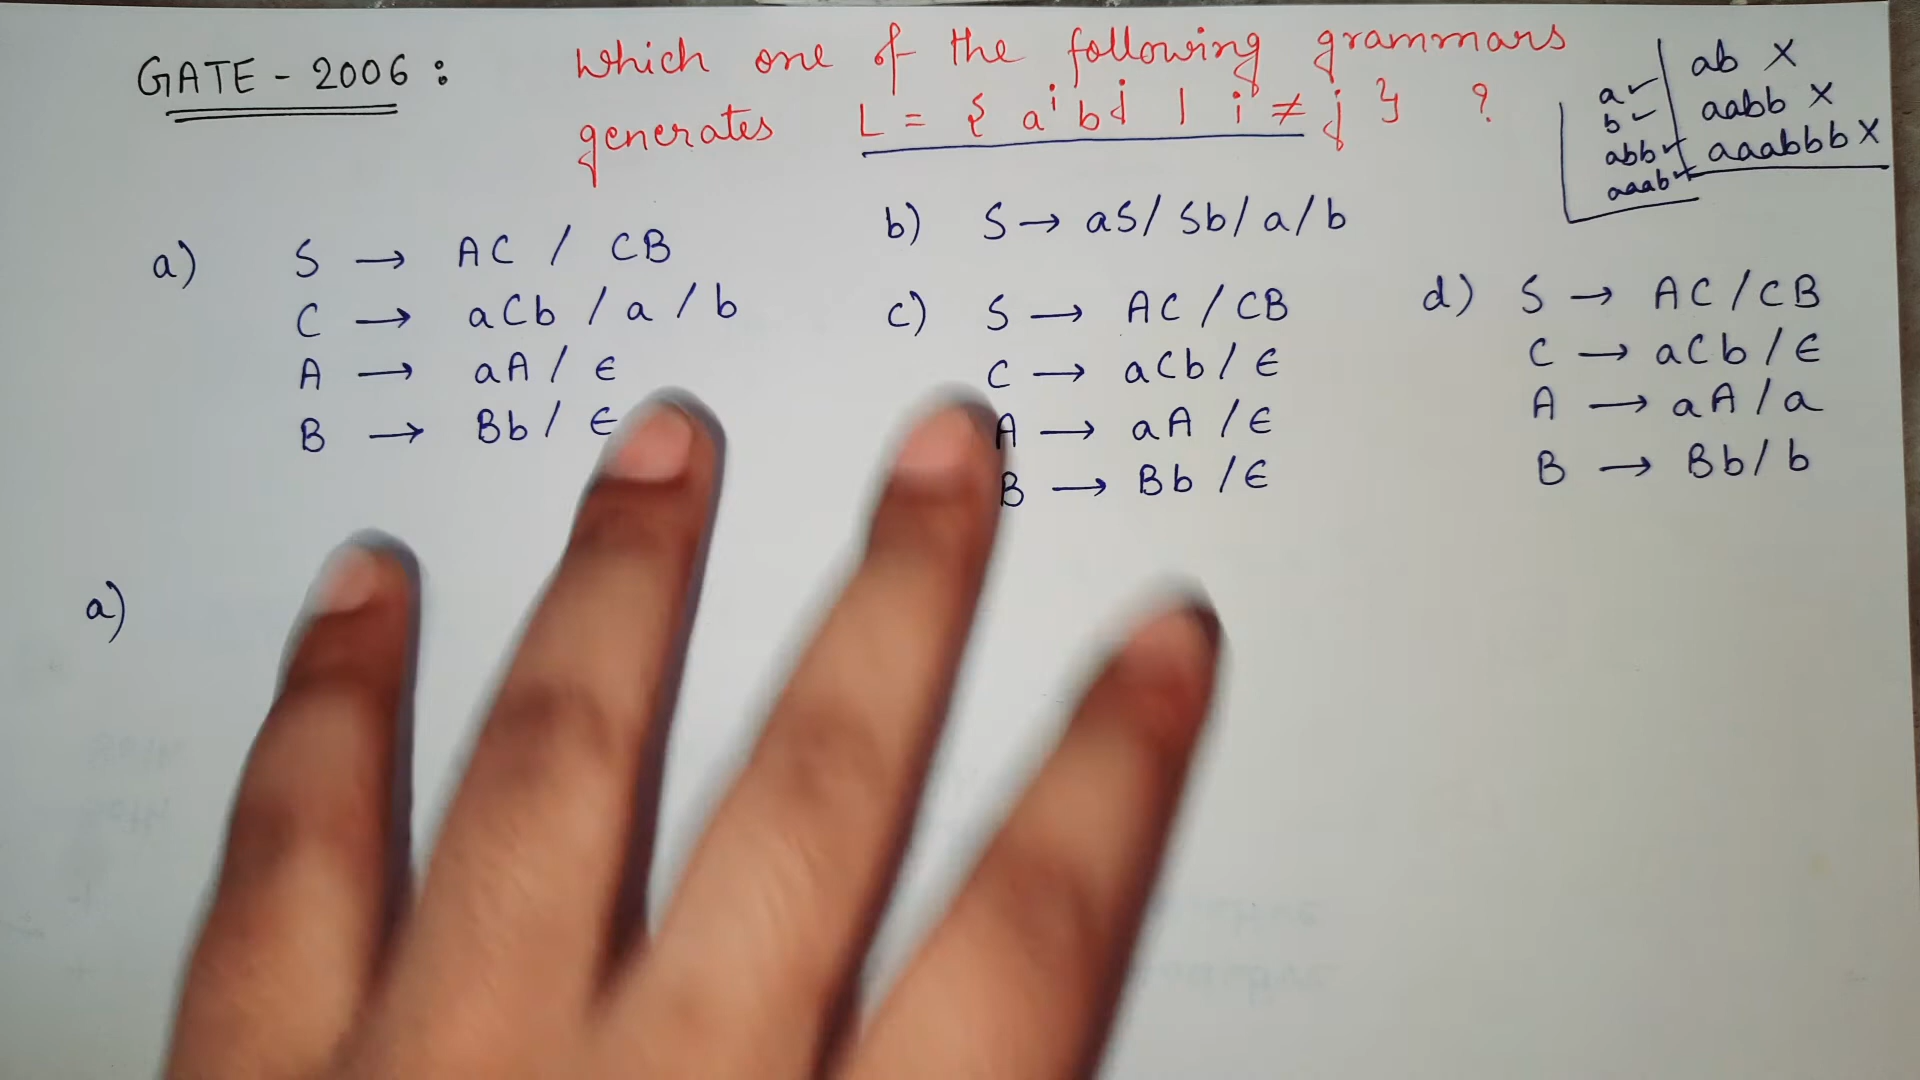 GATE - 2006 : Which one of the following grammars
generates L = { a^i b^j | i ≠ j } ?
a ✓
b ✓
abb ✓
aaab ✓
ab X
aabb X
aaabbb X
a) S → AC / CB
C → aCb / a / b
A → aA / ϵ
B → Bb / ϵ
b) S → aS / Sb / a / b
c) S → AC / CB
C → aCb / ϵ
A → aA / ϵ
B → Bb / ϵ
d) S → AC / CB
C → aCb / ϵ
A → aA / a
B → Bb / b
a)